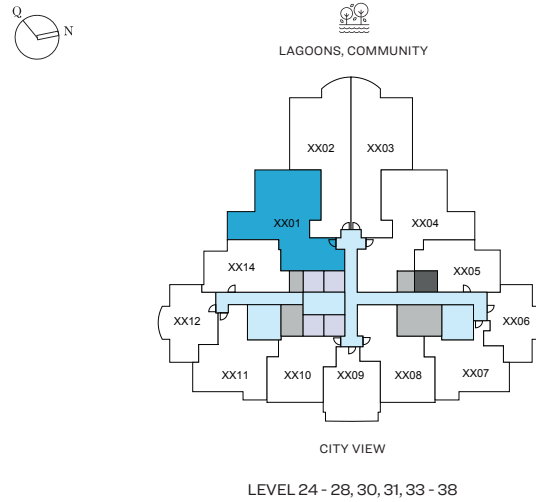 Q
N
LAGOONS, COMMUNITY
XX02 XX03
XX01 XX04
XX14 XX05
XX12 XX06
XX11 XX10 XX09 XX08 XX07
CITY VIEW
LEVEL 24 - 28, 30, 31, 33 - 38